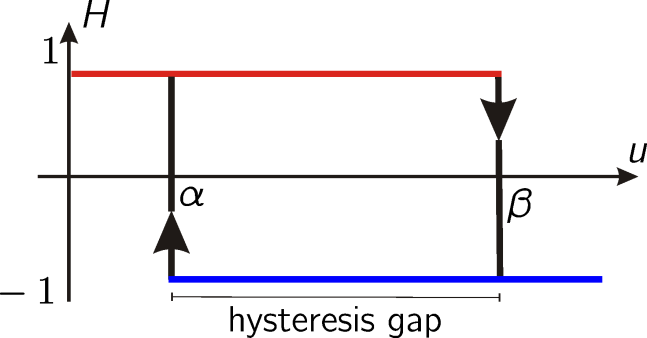 H
1
u
α
β
− 1
hysteresis gap